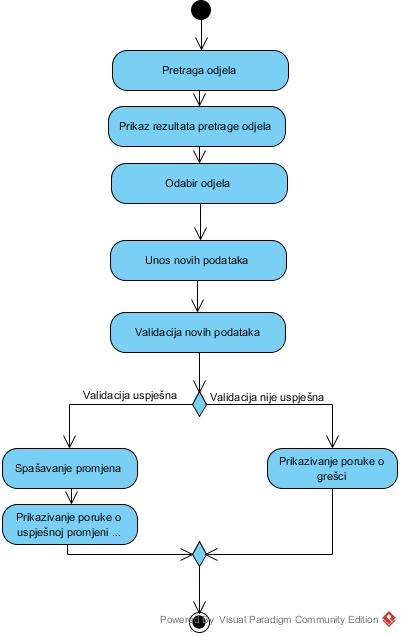 Pretraga odjela
Prikaz rezultata pretrage odjela
Odabir odjela
Unos novih podataka
Validacija novih podataka
Validacija uspješna
Validacija nije uspješna
Spašavanje promjena
Prikazivanje poruke o
grešci
Prikazivanje poruke o
uspješnoj promjeni ...
Powered by Visual Paradigm Community Edition